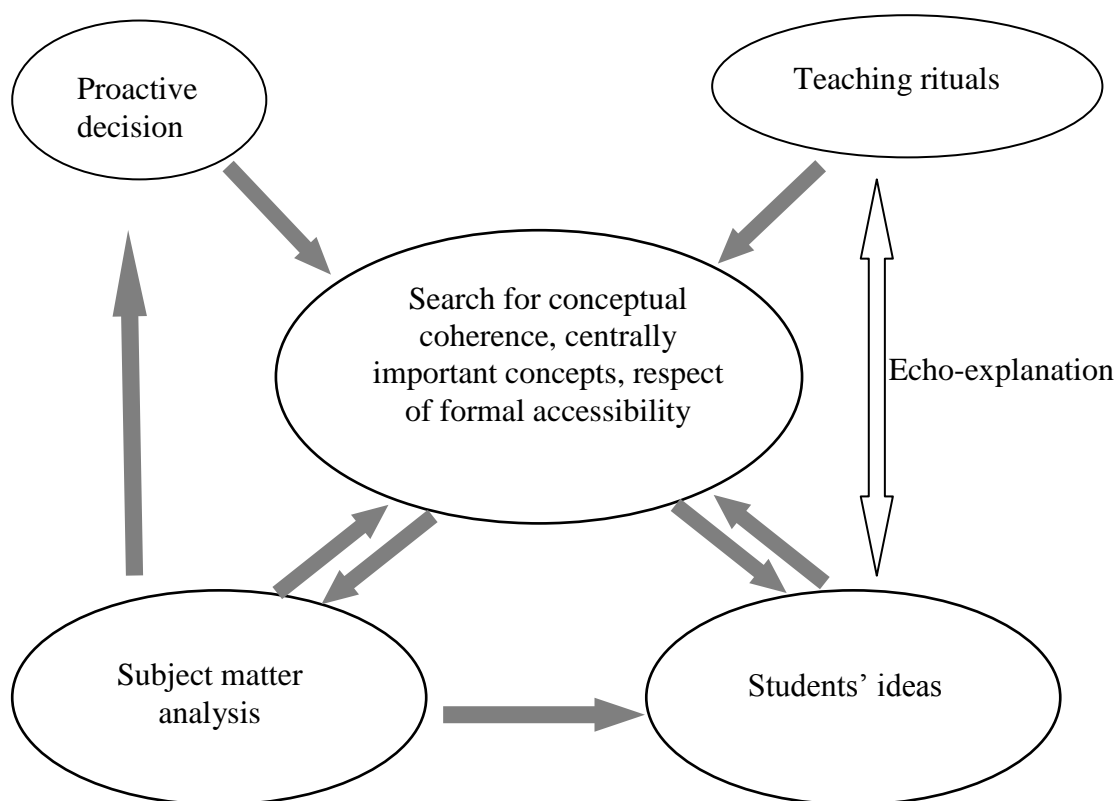 Proactive
decision
Teaching rituals
Search for conceptual
coherence, centrally
important concepts, respect
of formal accessibility
Echo-explanation
Subject matter
analysis
Students’ ideas